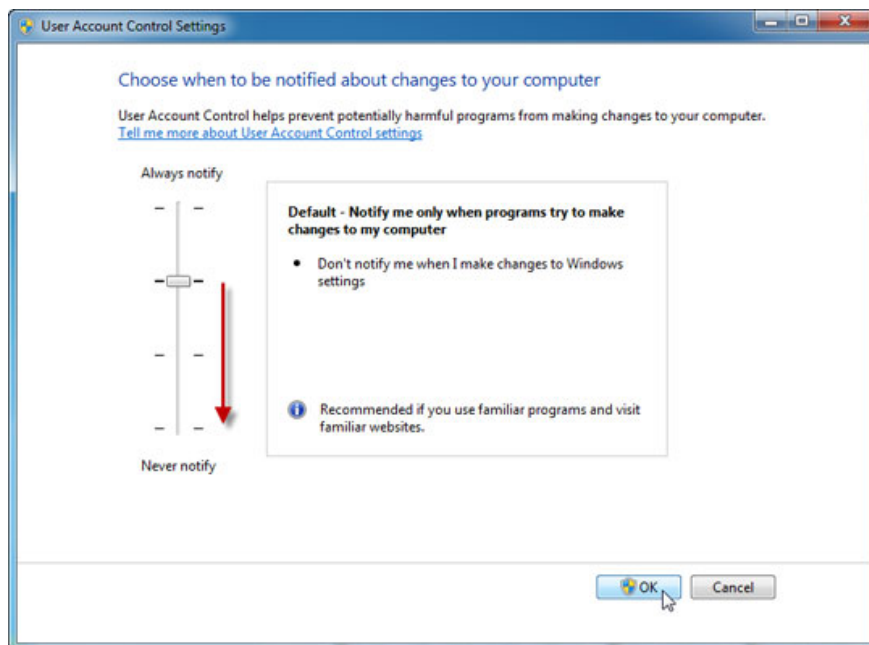 User Account Control Settings
Choose when to be notified about changes to your computer
User Account Control helps prevent potentially harmful programs from making changes to your computer.
Tell me more about User Account Control settings
Always notify
Default - Notify me only when programs try to make
changes to my computer
Don't notify me when I make changes to Windows
settings
Recommended if you use familiar programs and visit
familiar websites.
Never notify
OK
Cancel